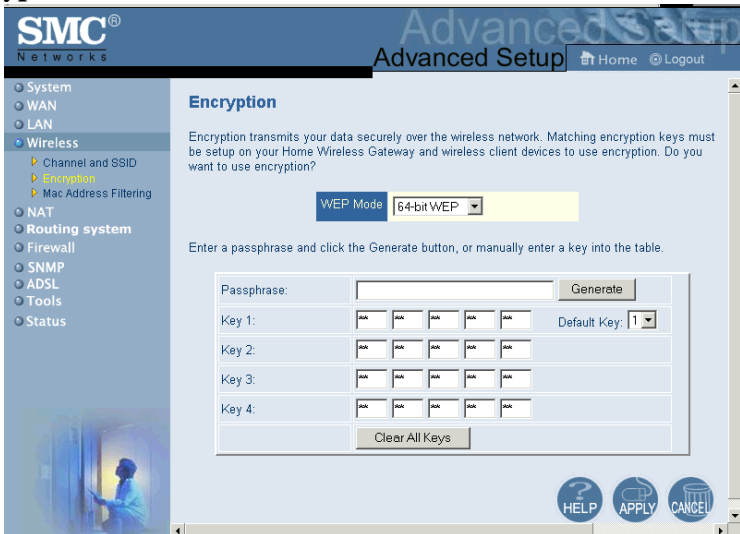 SMC®
Networks
Advanced Setup
Advanced Setup
Home
Logout
System
WAN
LAN
Wireless
Channel and SSID
Encryption
Mac Address Filtering
NAT
Routing system
Firewall
SNMP
ADSL
Tools
Status
Encryption
Encryption transmits your data securely over the wireless network. Matching encryption keys must
be setup on your Home Wireless Gateway and wireless client devices to use encryption. Do you
want to use encryption?
WEP Mode 64-bit WEP
Enter a passphrase and click the Generate button, or manually enter a key into the table.
Passphrase: Generate
Key 1: ** ** ** ** ** Default Key: 1
Key 2: ** ** ** ** **
Key 3: ** ** ** ** **
Key 4: ** ** ** ** **
Clear All Keys
HELP APPLY CANCEL